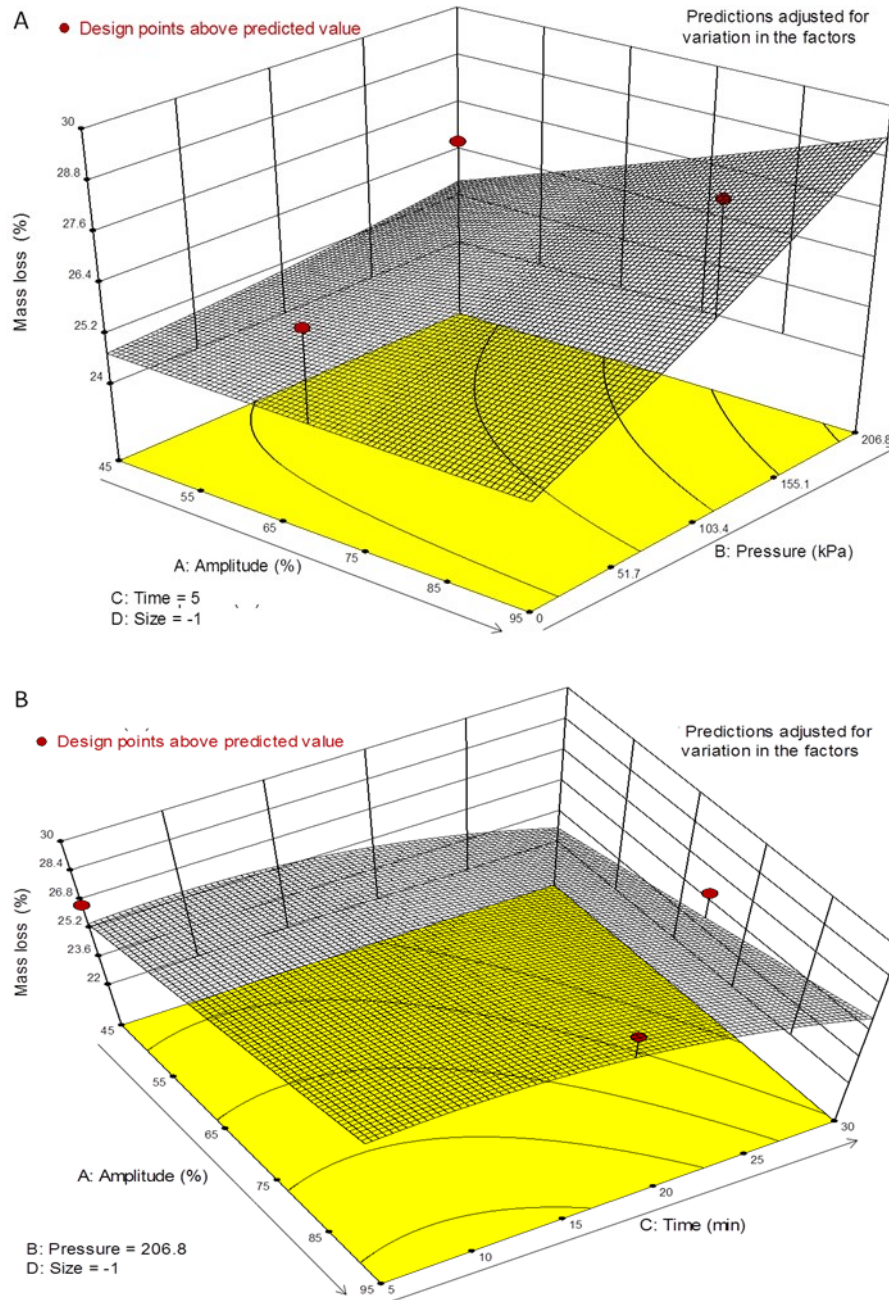 A
Design points above predicted value
Predictions adjusted for
variation in the factors
30
28.8
27.6
26.4
25.2
24
Mass loss (%)
45
55
65
75
85
95
A: Amplitude (%)
0
51.7
103.4
155.1
206.8
B: Pressure (kPa)
C: Time = 5
D: Size = -1
B
Design points above predicted value
Predictions adjusted for
variation in the factors
30
28.4
26.8
25.2
23.6
22
Mass loss (%)
45
55
65
75
85
95
A: Amplitude (%)
5
10
15
20
25
30
C: Time (min)
B: Pressure = 206.8
D: Size = -1